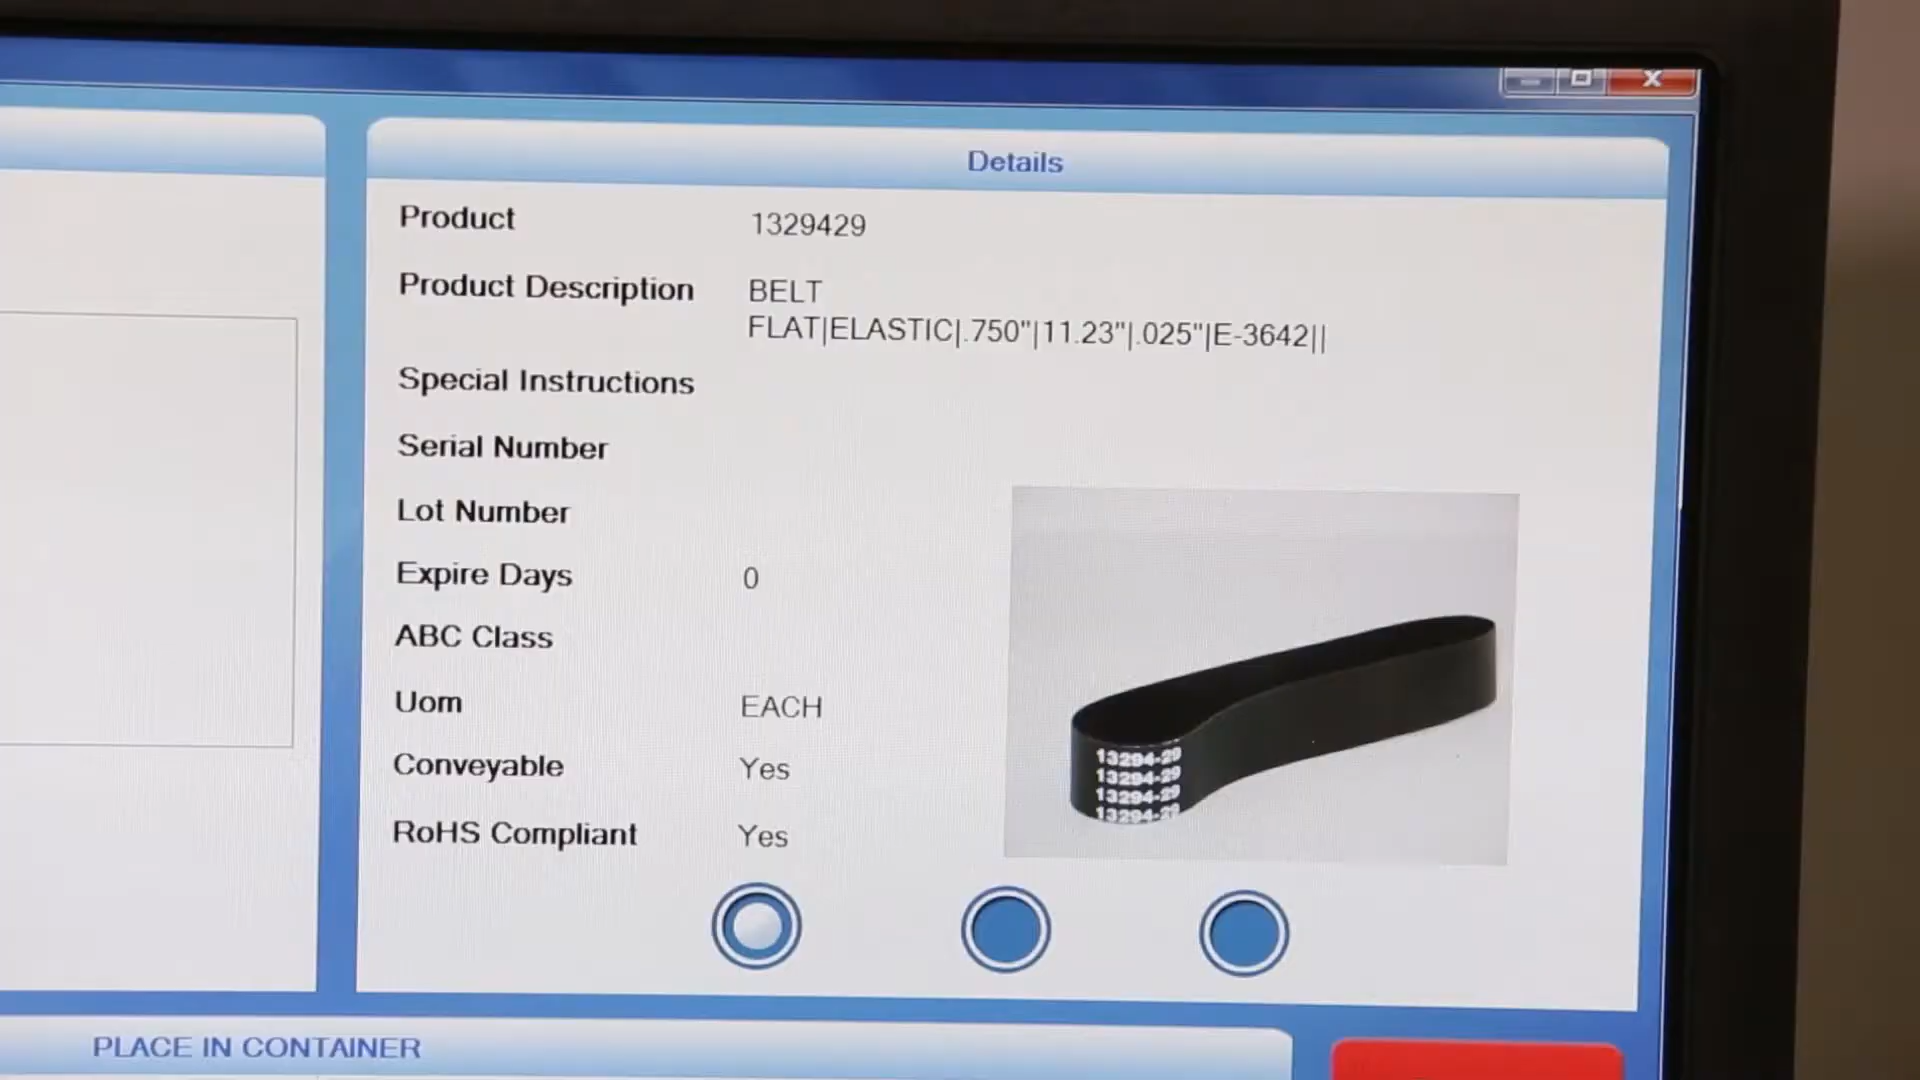 Details
Product 1329429
Product Description BELT
FLAT|ELASTIC|.750"|11.23"|.025"|E-3642||
Special Instructions
Serial Number
Lot Number
Expire Days 0
ABC Class
Uom EACH
Conveyable Yes
RoHS Compliant Yes
13294-29
13294-29
13294-29
13294-29
PLACE IN CONTAINER